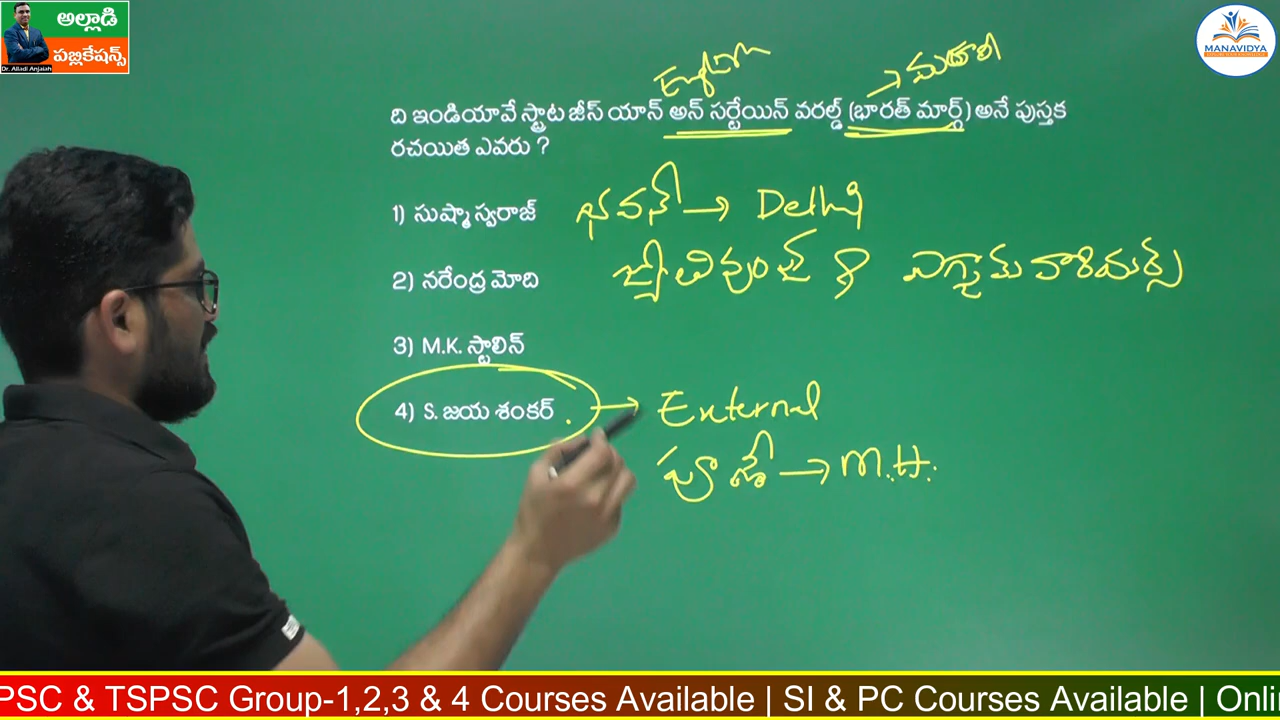 అల్లాడి
పబ్లికేషన్స్
Dr. Alladi Anjaiah
MANAVIDYA
English
→ మరాఠి
ది ఇండియావే స్ట్రాటజీస్ యాన్ అన్ సర్టేయిన్ వరల్డ్ (భారత్ మార్గ్) అనే పుస్తక
రచయిత ఎవరు ?
1) సుష్మా స్వరాజ్
భవన్ → Delhi
2) నరేంద్ర మోది
3) M.K. స్టాలిన్
4) S. జయ శంకర్
→ External
పూణే → M.H.
PSC & TSPSC Group-1,2,3 & 4 Courses Available | SI & PC Courses Available | Onli